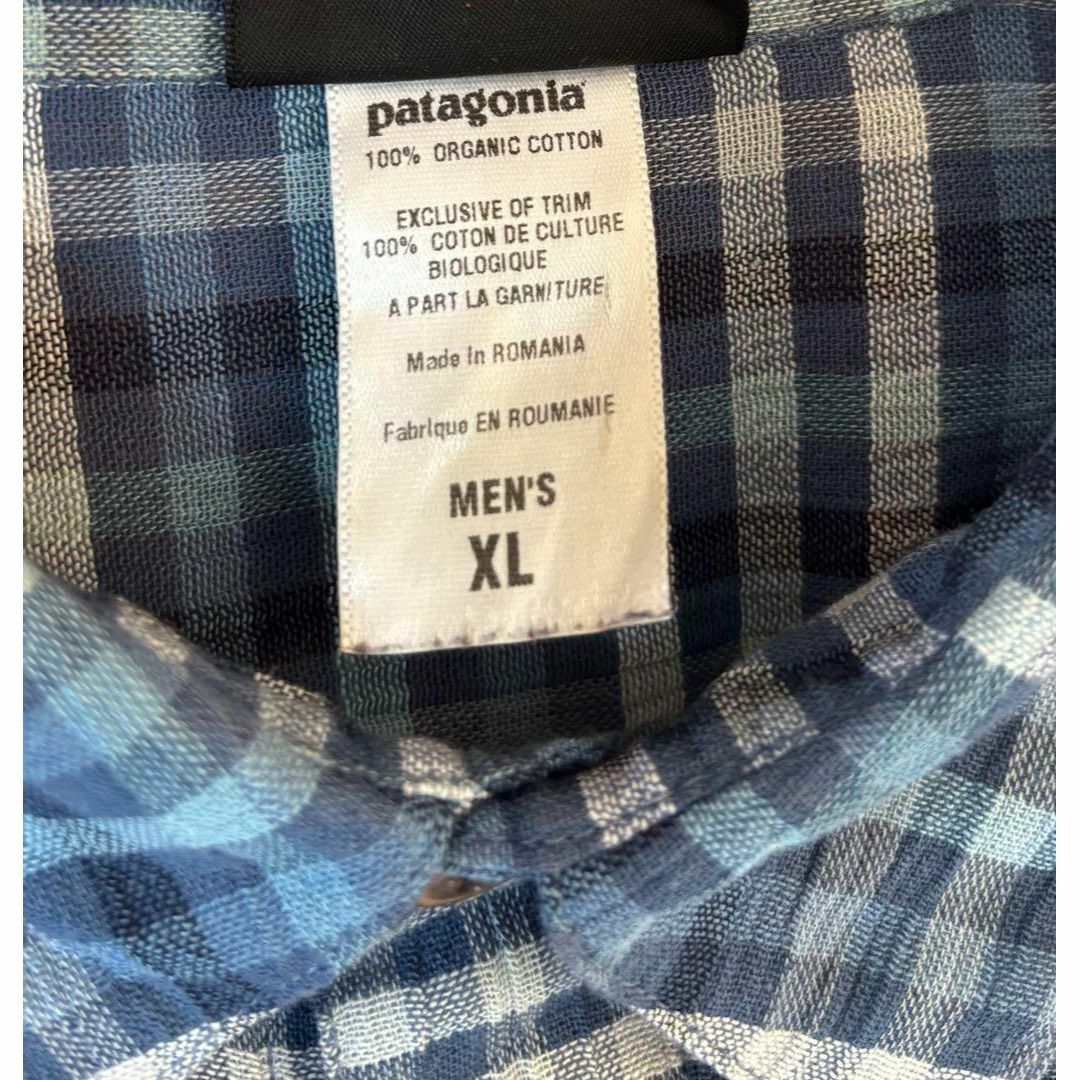 patagonia
100% ORGANIC COTTON
EXCLUSIVE OF TRIM
100% COTON DE CULTURE
BIOLOGIQUE
A PART LA GARNITURE
Made In ROMANIA
Fabrique EN ROUMANIE
MEN'S
XL